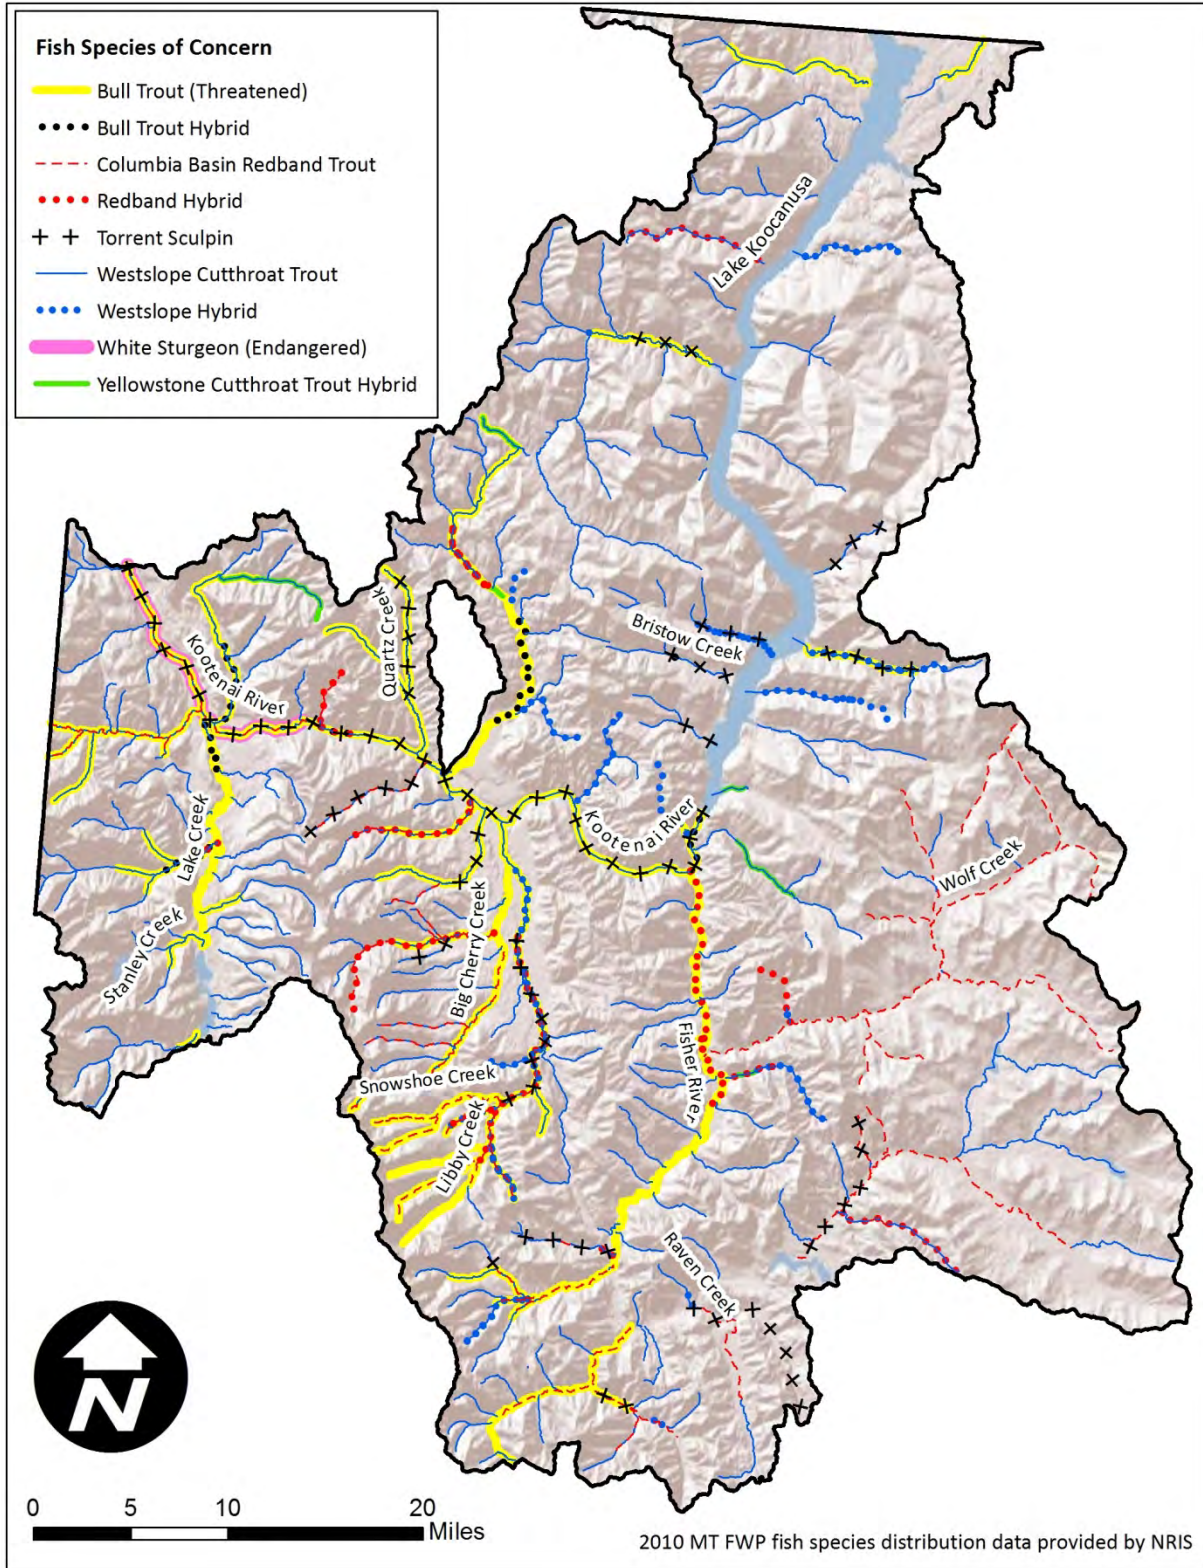 Fish Species of Concern
Bull Trout (Threatened)
Bull Trout Hybrid
Columbia Basin Redband Trout
Redband Hybrid
Torrent Sculpin
Westslope Cutthroat Trout
Westslope Hybrid
White Sturgeon (Endangered)
Yellowstone Cutthroat Trout Hybrid
Lake Koocanusa
Quartz Creek
Bristow Creek
Kootenai River
Kootenai River
Lake Creek
Wolf Creek
Stanley Creek
Big Cherry Creek
Fisher River
Snowshoe Creek
Libby Creek
Raven Creek
N
0 5 10 20
Miles
2010 MT FWP fish species distribution data provided by NRIS